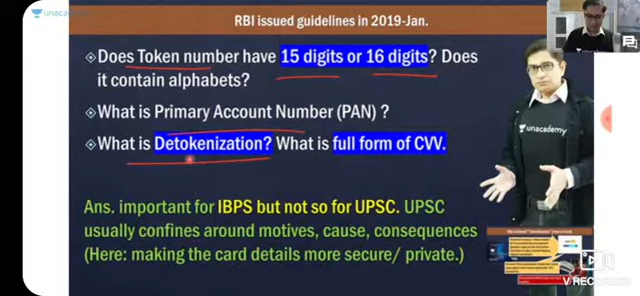 unacademy
RBI issued guidelines in 2019-Jan.
Does Token number have 15 digits or 16 digits? Does
it contain alphabets?
What is Primary Account Number (PAN) ?
What is Detokenization? What is full form of CVV.
unacademy
Ans. important for IBPS but not so for UPSC. UPSC
usually confines around motives, cause, consequences
(Here: making the card details more secure/ private.)